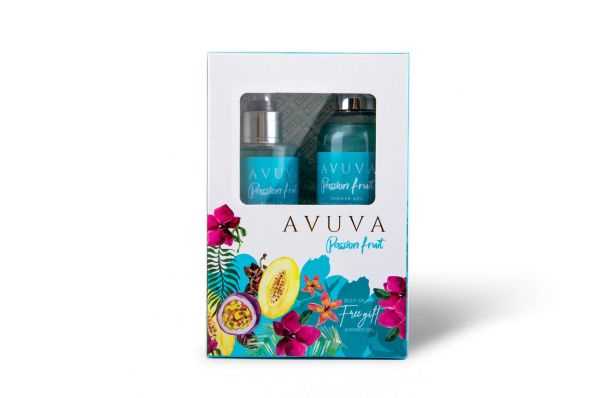 AVUVA
Passion fruit
AVUVA
Passion fruit
SHOWER GEL
AVUVA
Passion fruit
Free gift